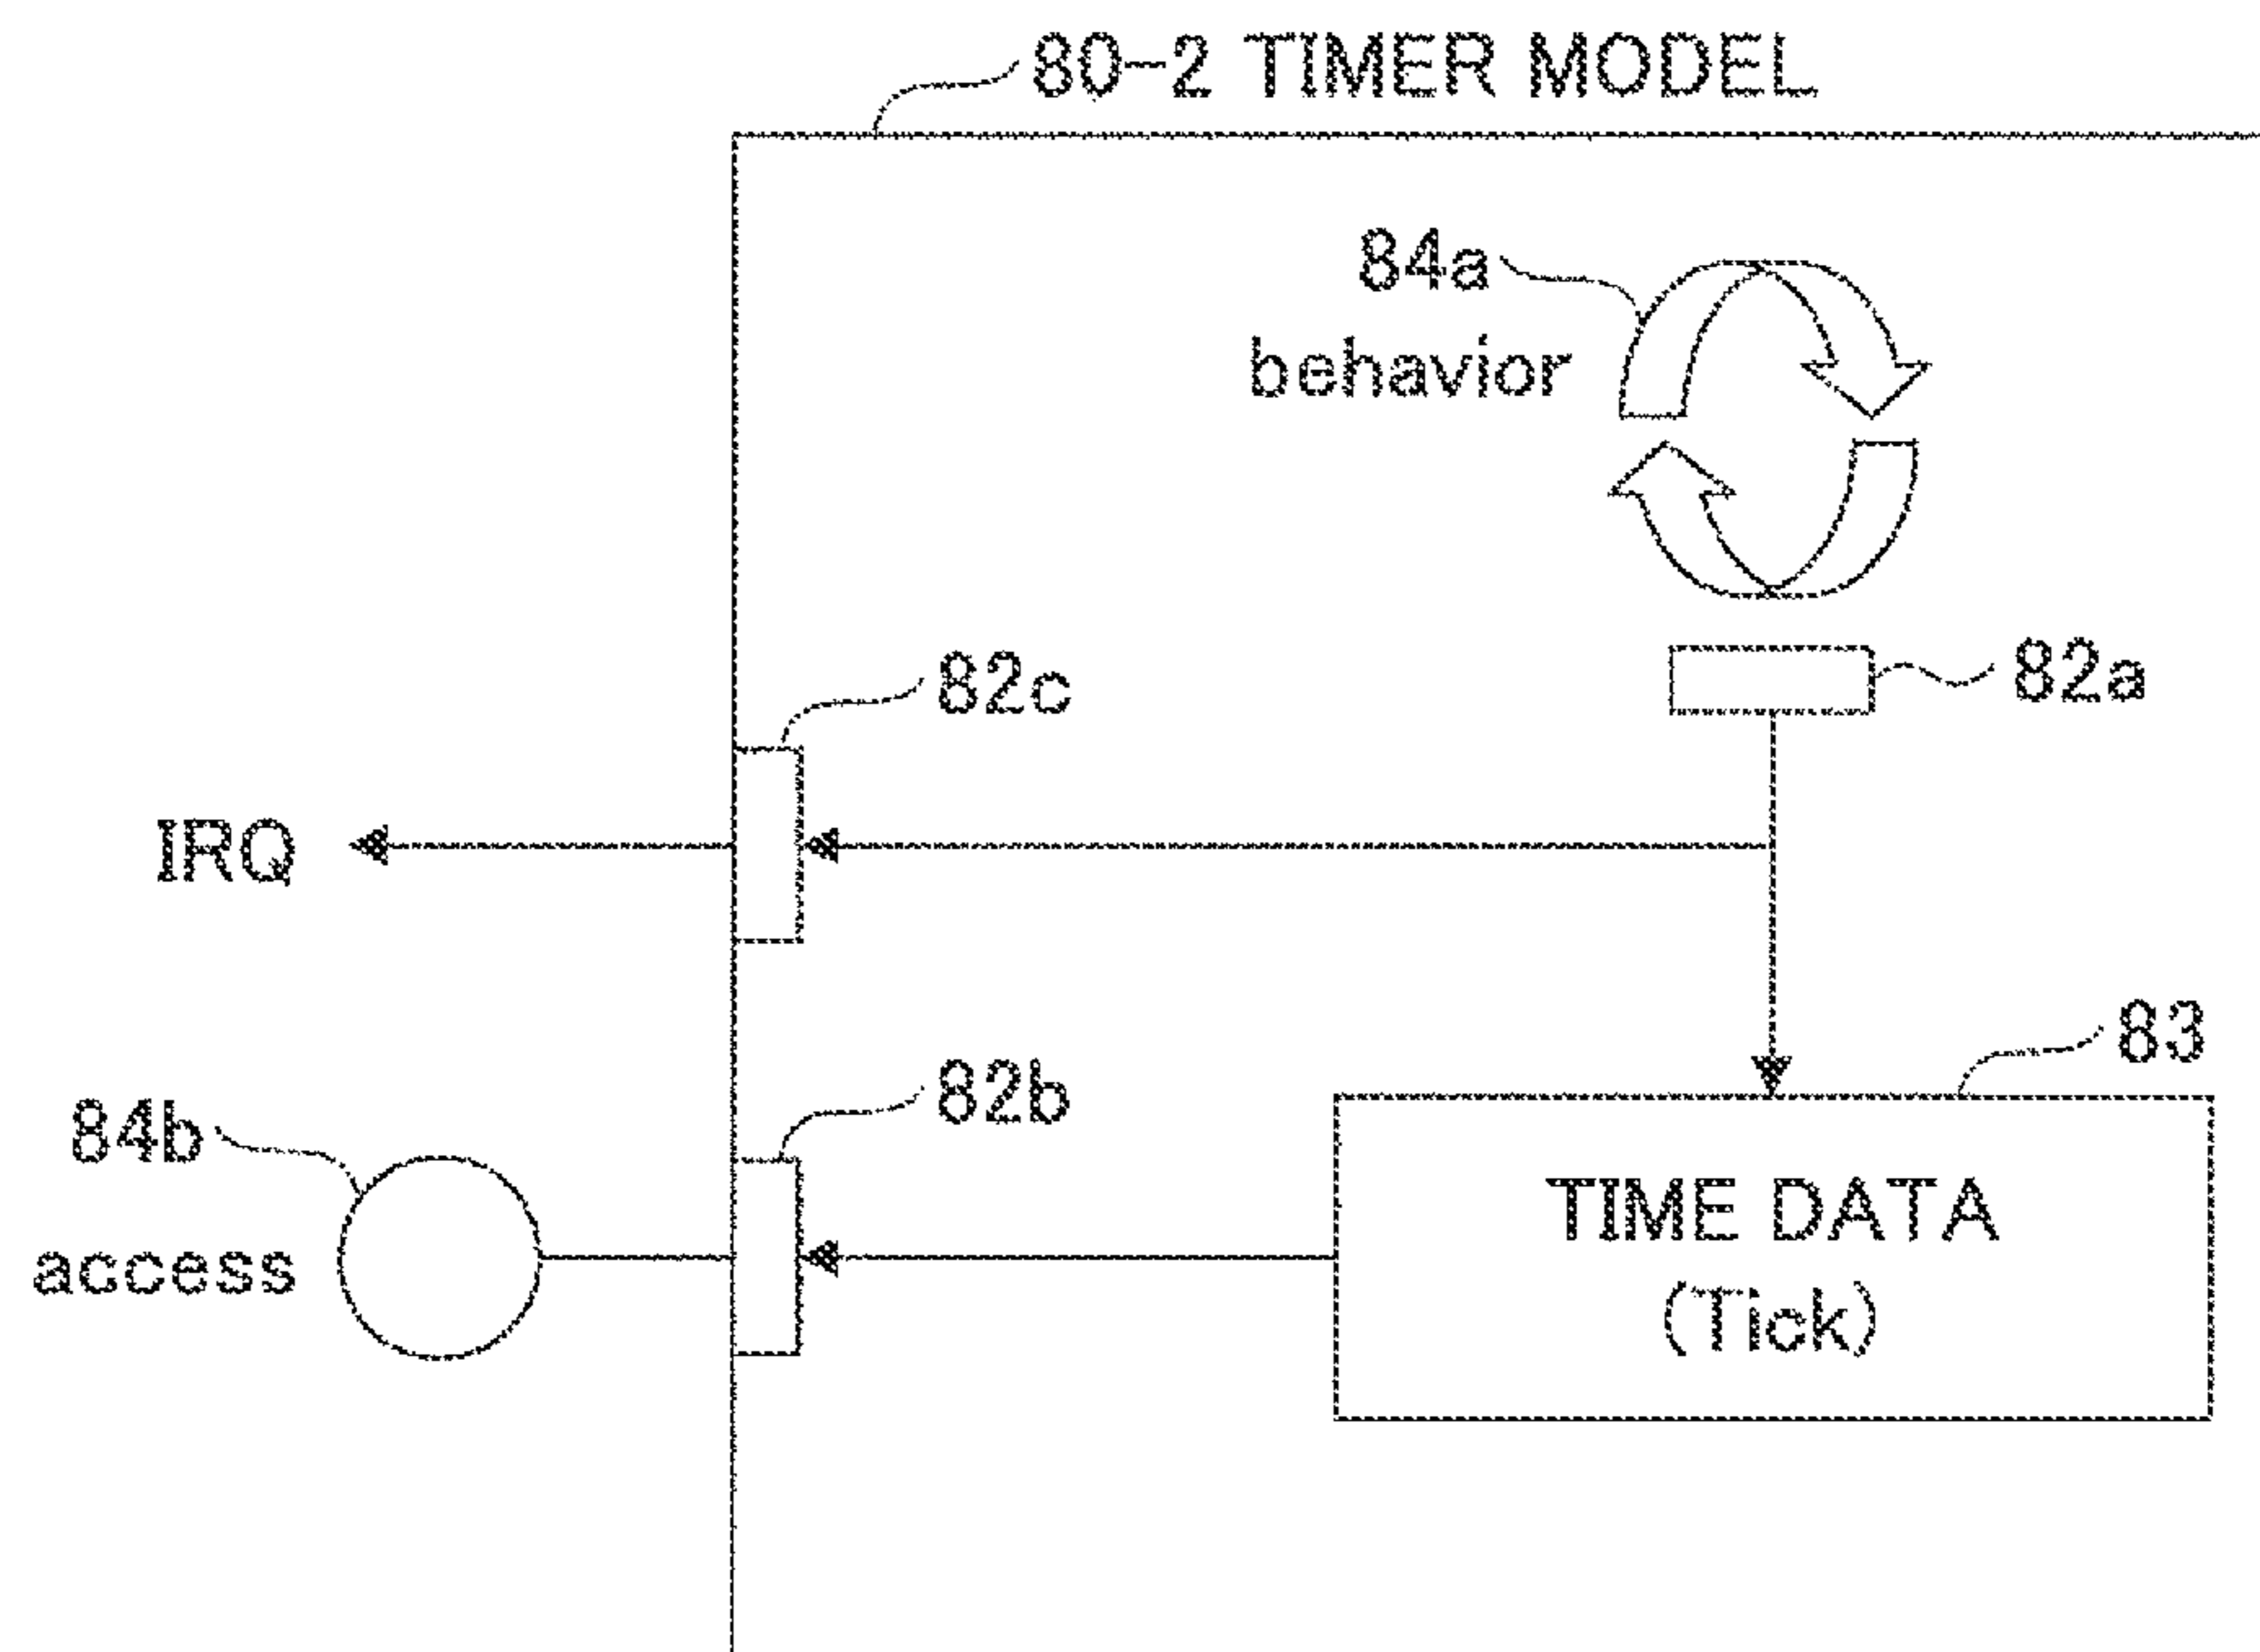 80-2 TIMER MODEL
84a
behavior
82a
82c
IRQ
83
82b
84b
TIME DATA
access
(Tick)